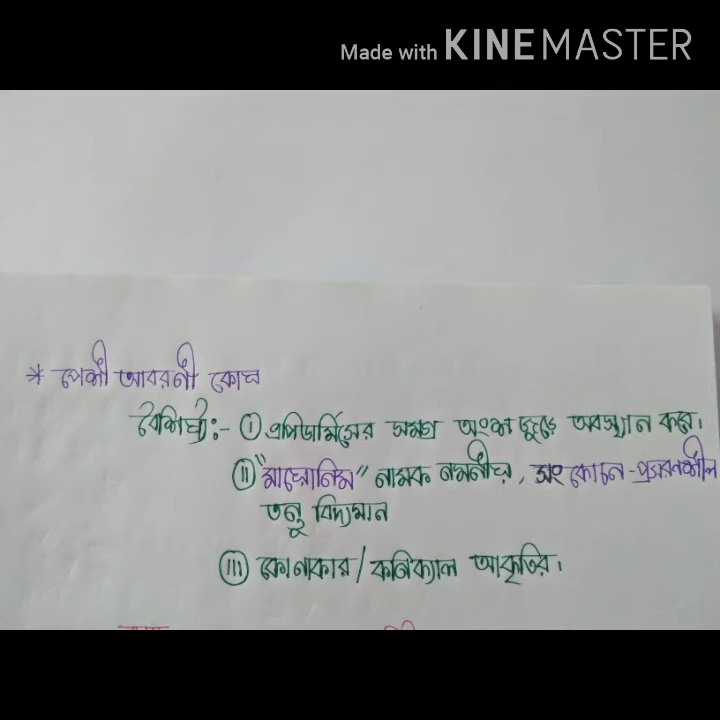 Made with KINEMASTER
* পেশী আবরণী কোষ
বৈশিষ্ট্য:- ① এপিডার্মিসের সমগ্র অংশ জুড়ে অবস্থান করে।
② "মায়োনিম" নামক নমনীয়, সংকোচন-প্রসারণশীল
তন্তু বিদ্যমান
③ কোণাকার / কনিক্যাল আকৃতির।